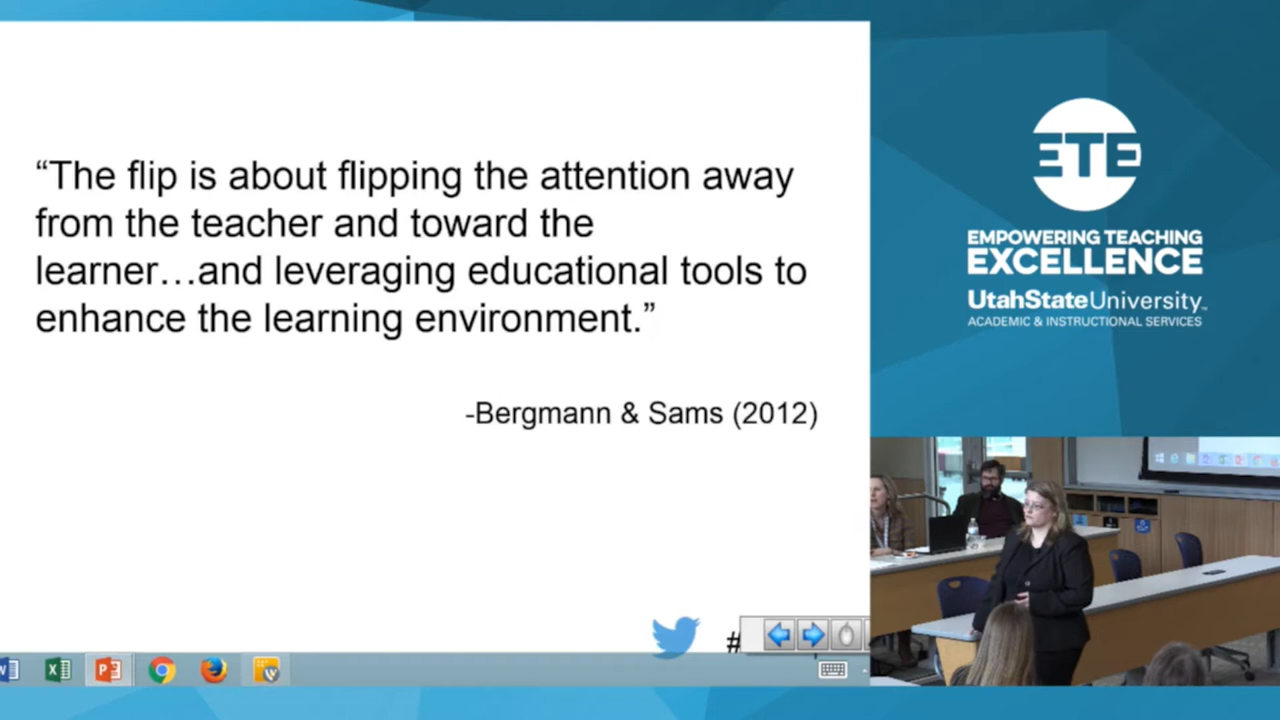 “The flip is about flipping the attention away
from the teacher and toward the
learner…and leveraging educational tools to
enhance the learning environment.”
-Bergmann & Sams (2012)
#
ETE
EMPOWERING TEACHING
EXCELLENCE
UtahStateUniversity
ACADEMIC & INSTRUCTIONAL SERVICES